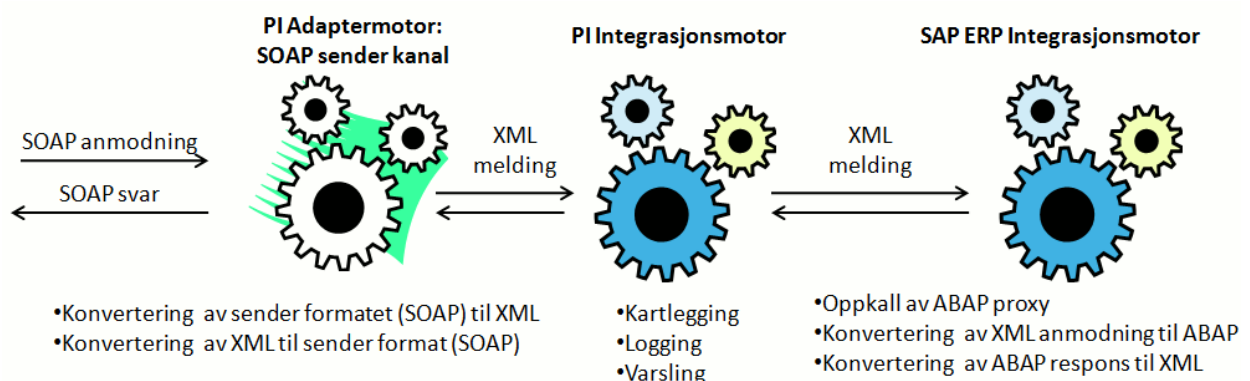 PI Adaptermotor:
SOAP sender kanal
PI Integrasjonsmotor
SAP ERP Integrasjonsmotor
SOAP anmodning
SOAP svar
XML
melding
XML
melding
•Konvertering av sender formatet (SOAP) til XML
•Konvertering av XML til sender format (SOAP)
•Kartlegging
•Logging
•Varsling
•Oppkall av ABAP proxy
•Konvertering av XML anmodning til ABAP
•Konvertering av ABAP respons til XML